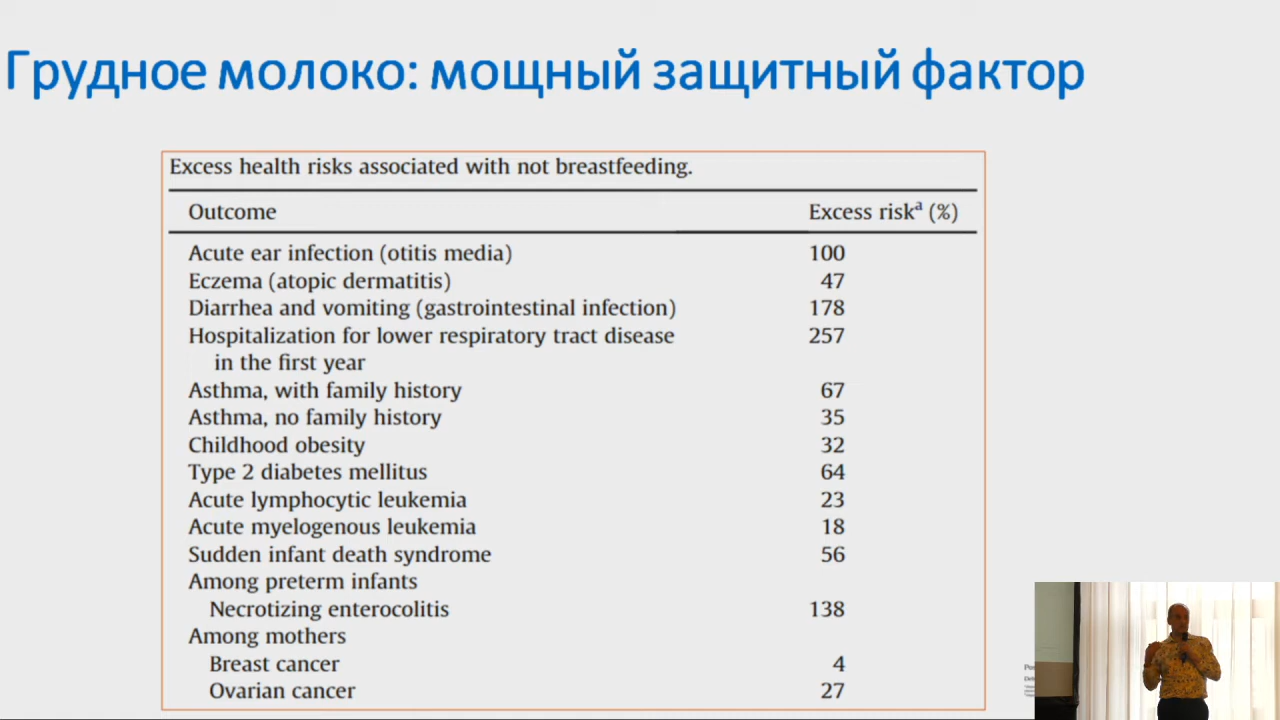 Грудное молоко: мощный защитный фактор
Excess health risks associated with not breastfeeding.
Outcome Excess riskᵃ (%)
Acute ear infection (otitis media) 100
Eczema (atopic dermatitis) 47
Diarrhea and vomiting (gastrointestinal infection) 178
Hospitalization for lower respiratory tract disease 257
in the first year
Asthma, with family history 67
Asthma, no family history 35
Childhood obesity 32
Type 2 diabetes mellitus 64
Acute lymphocytic leukemia 23
Acute myelogenous leukemia 18
Sudden infant death syndrome 56
Among preterm infants
Necrotizing enterocolitis 138
Among mothers
Breast cancer 4
Ovarian cancer 27